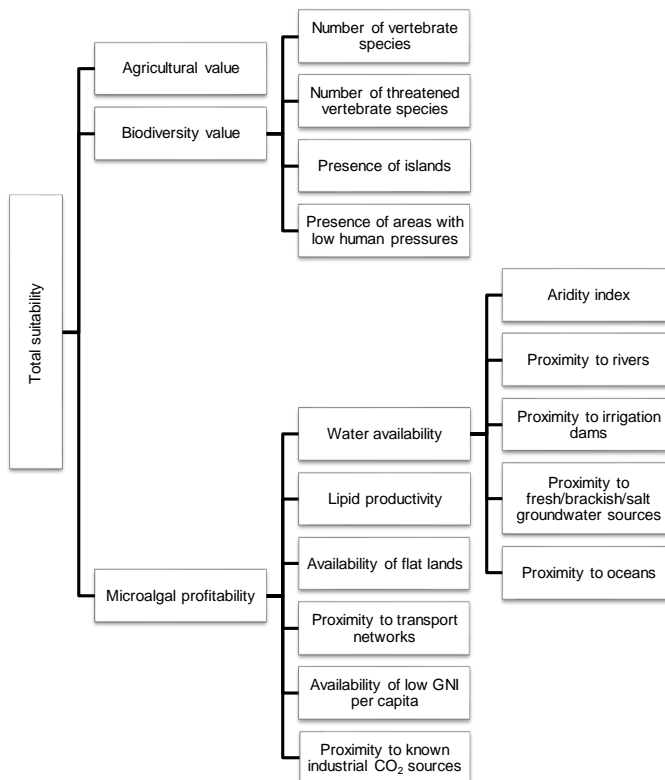 Total suitability
Agricultural value
Biodiversity value
Number of vertebrate
species
Number of threatened
vertebrate species
Presence of islands
Presence of areas with
low human pressures
Microalgal profitability
Water availability
Aridity index
Proximity to rivers
Proximity to irrigation
dams
Proximity to
fresh/brackish/salt
groundwater sources
Proximity to oceans
Lipid productivity
Availability of flat lands
Proximity to transport
networks
Availability of low GNI
per capita
Proximity to known
industrial CO₂ sources